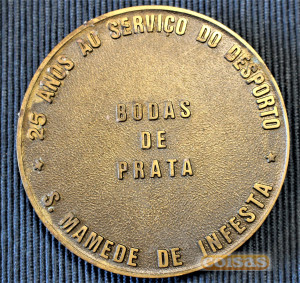 25 ANOS AO SERVIÇO DO DESPORTO
BODAS
DE
PRATA
S. MAMEDE DE INFESTA